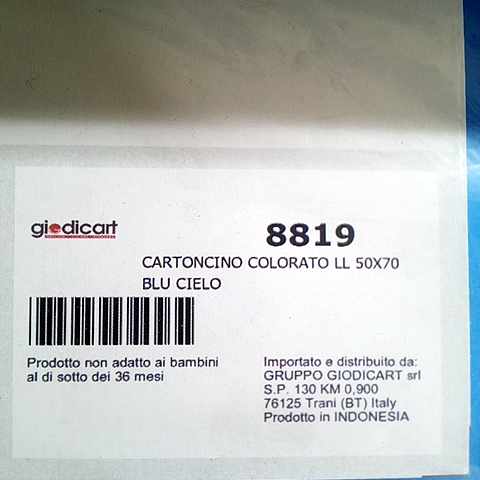 giodicart
8819
CARTONCINO COLORATO LL 50X70
BLU CIELO
Prodotto non adatto ai bambini
al di sotto dei 36 mesi
Importato e distribuito da:
GRUPPO GIODICART srl
S.P. 130 KM 0,900
76125 Trani (BT) Italy
Prodotto in INDONESIA